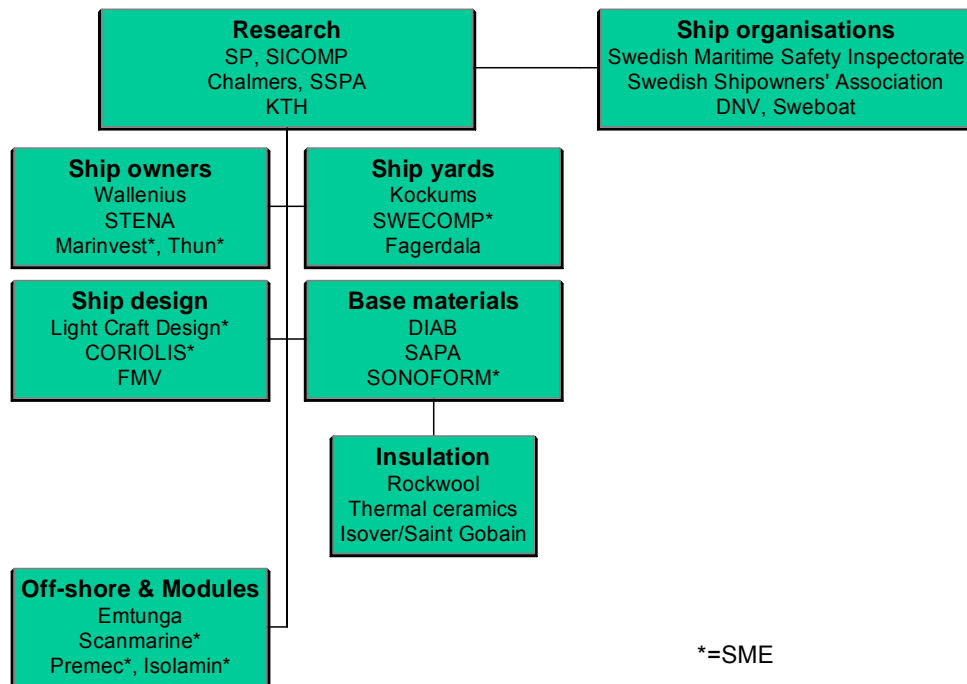 Research
SP, SICOMP
Chalmers, SSPA
KTH
Ship organisations
Swedish Maritime Safety Inspectorate
Swedish Shipowners' Association
DNV, Sweboat
Ship owners
Wallenius
STENA
Marinvest*, Thun*
Ship yards
Kockums
SWECOMP*
Fagerdala
Ship design
Light Craft Design*
CORIOLIS*
FMV
Base materials
DIAB
SAPA
SONOFORM*
Insulation
Rockwool
Thermal ceramics
Isover/Saint Gobain
Off-shore & Modules
Emtunga
Scanmarine*
Premec*, Isolamin*
*=SME